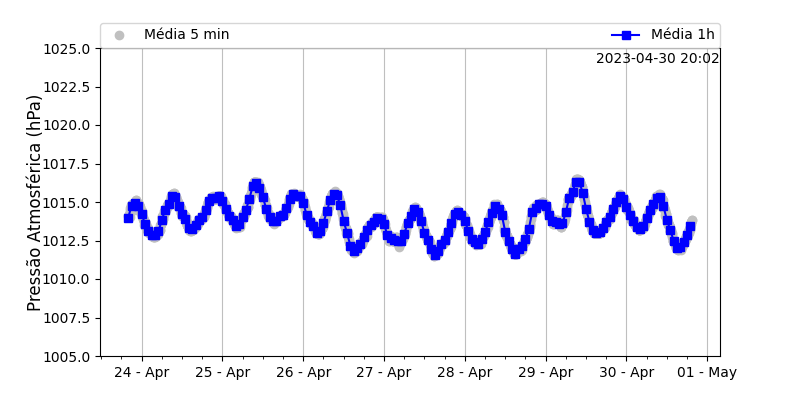 Média 5 min
Média 1h
2023-04-30 20:02
Pressão Atmosférica (hPa)
1025.0
1022.5
1020.0
1017.5
1015.0
1012.5
1010.0
1007.5
1005.0
24 - Apr
25 - Apr
26 - Apr
27 - Apr
28 - Apr
29 - Apr
30 - Apr
01 - May